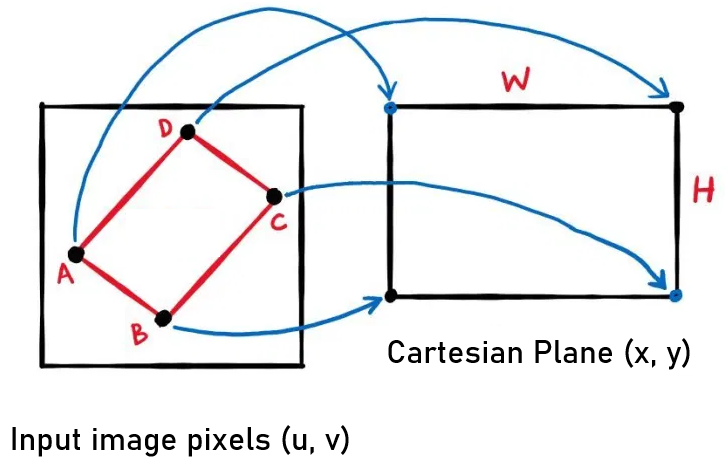 W
D
H
C
A
B
Cartesian Plane (x, y)
Input image pixels (u, v)